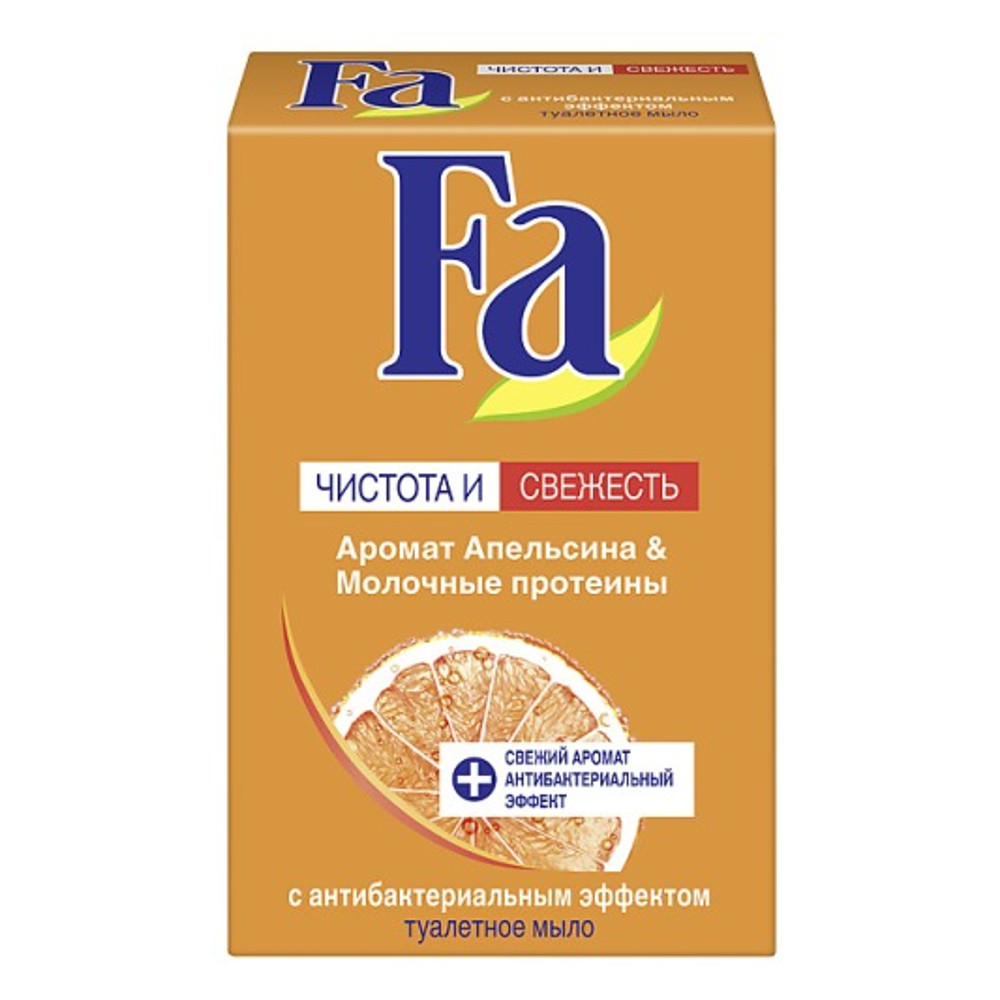 Fa
ЧИСТОТА И СВЕЖЕСТЬ
с антибактериальным
эффектом
туалетное мыло
Fa
ЧИСТОТА И СВЕЖЕСТЬ
Аромат Апельсина &
Молочные протеины
СВЕЖИЙ АРОМАТ
АНТИБАКТЕРИАЛЬНЫЙ
ЭФФЕКТ
с антибактериальным эффектом
туалетное мыло